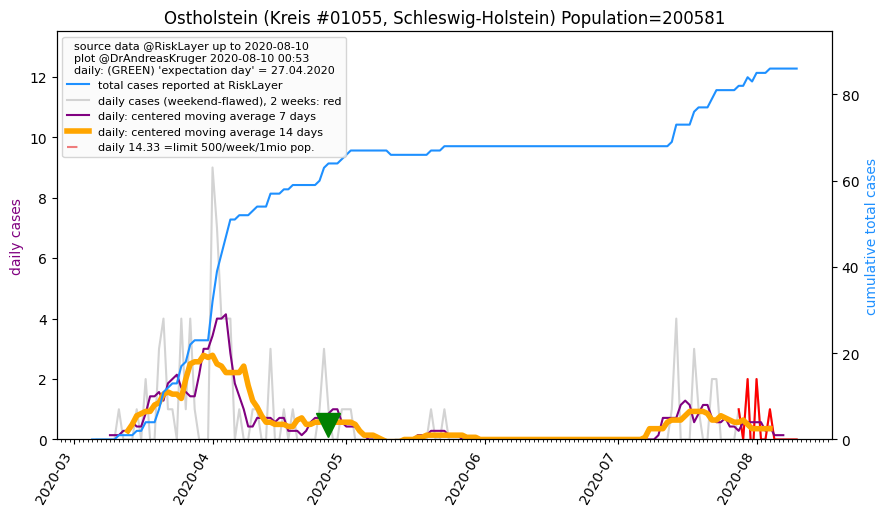 Ostholstein (Kreis #01055, Schleswig-Holstein) Population=200581
source data @RiskLayer up to 2020-08-10
plot @DrAndreasKruger 2020-08-10 00:53
daily: (GREEN) 'expectation day' = 27.04.2020
total cases reported at RiskLayer
daily cases (weekend-flawed), 2 weeks: red
daily: centered moving average 7 days
daily: centered moving average 14 days
daily 14.33 =limit 500/week/1mio pop.
daily cases
12
10
8
6
4
2
0
80
60
40
20
0
cumulative total cases
2020-03
2020-04
2020-05
2020-06
2020-07
2020-08